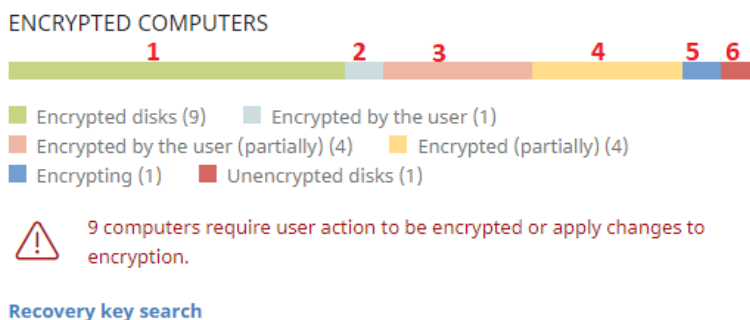 ENCRYPTED COMPUTERS
1 2 3 4 5 6
Encrypted disks (9) Encrypted by the user (1)
Encrypted by the user (partially) (4) Encrypted (partially) (4)
Encrypting (1) Unencrypted disks (1)
9 computers require user action to be encrypted or apply changes to
encryption.
Recovery key search